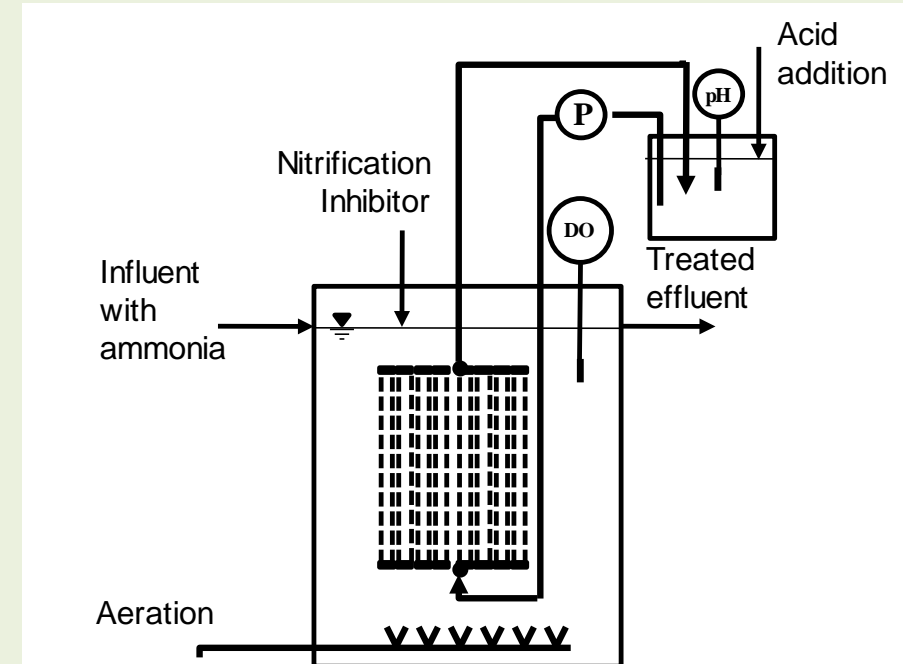 Acid
addition
pH
P
Nitrification
Inhibitor
DO
Influent
with
ammonia
Treated
effluent
Aeration